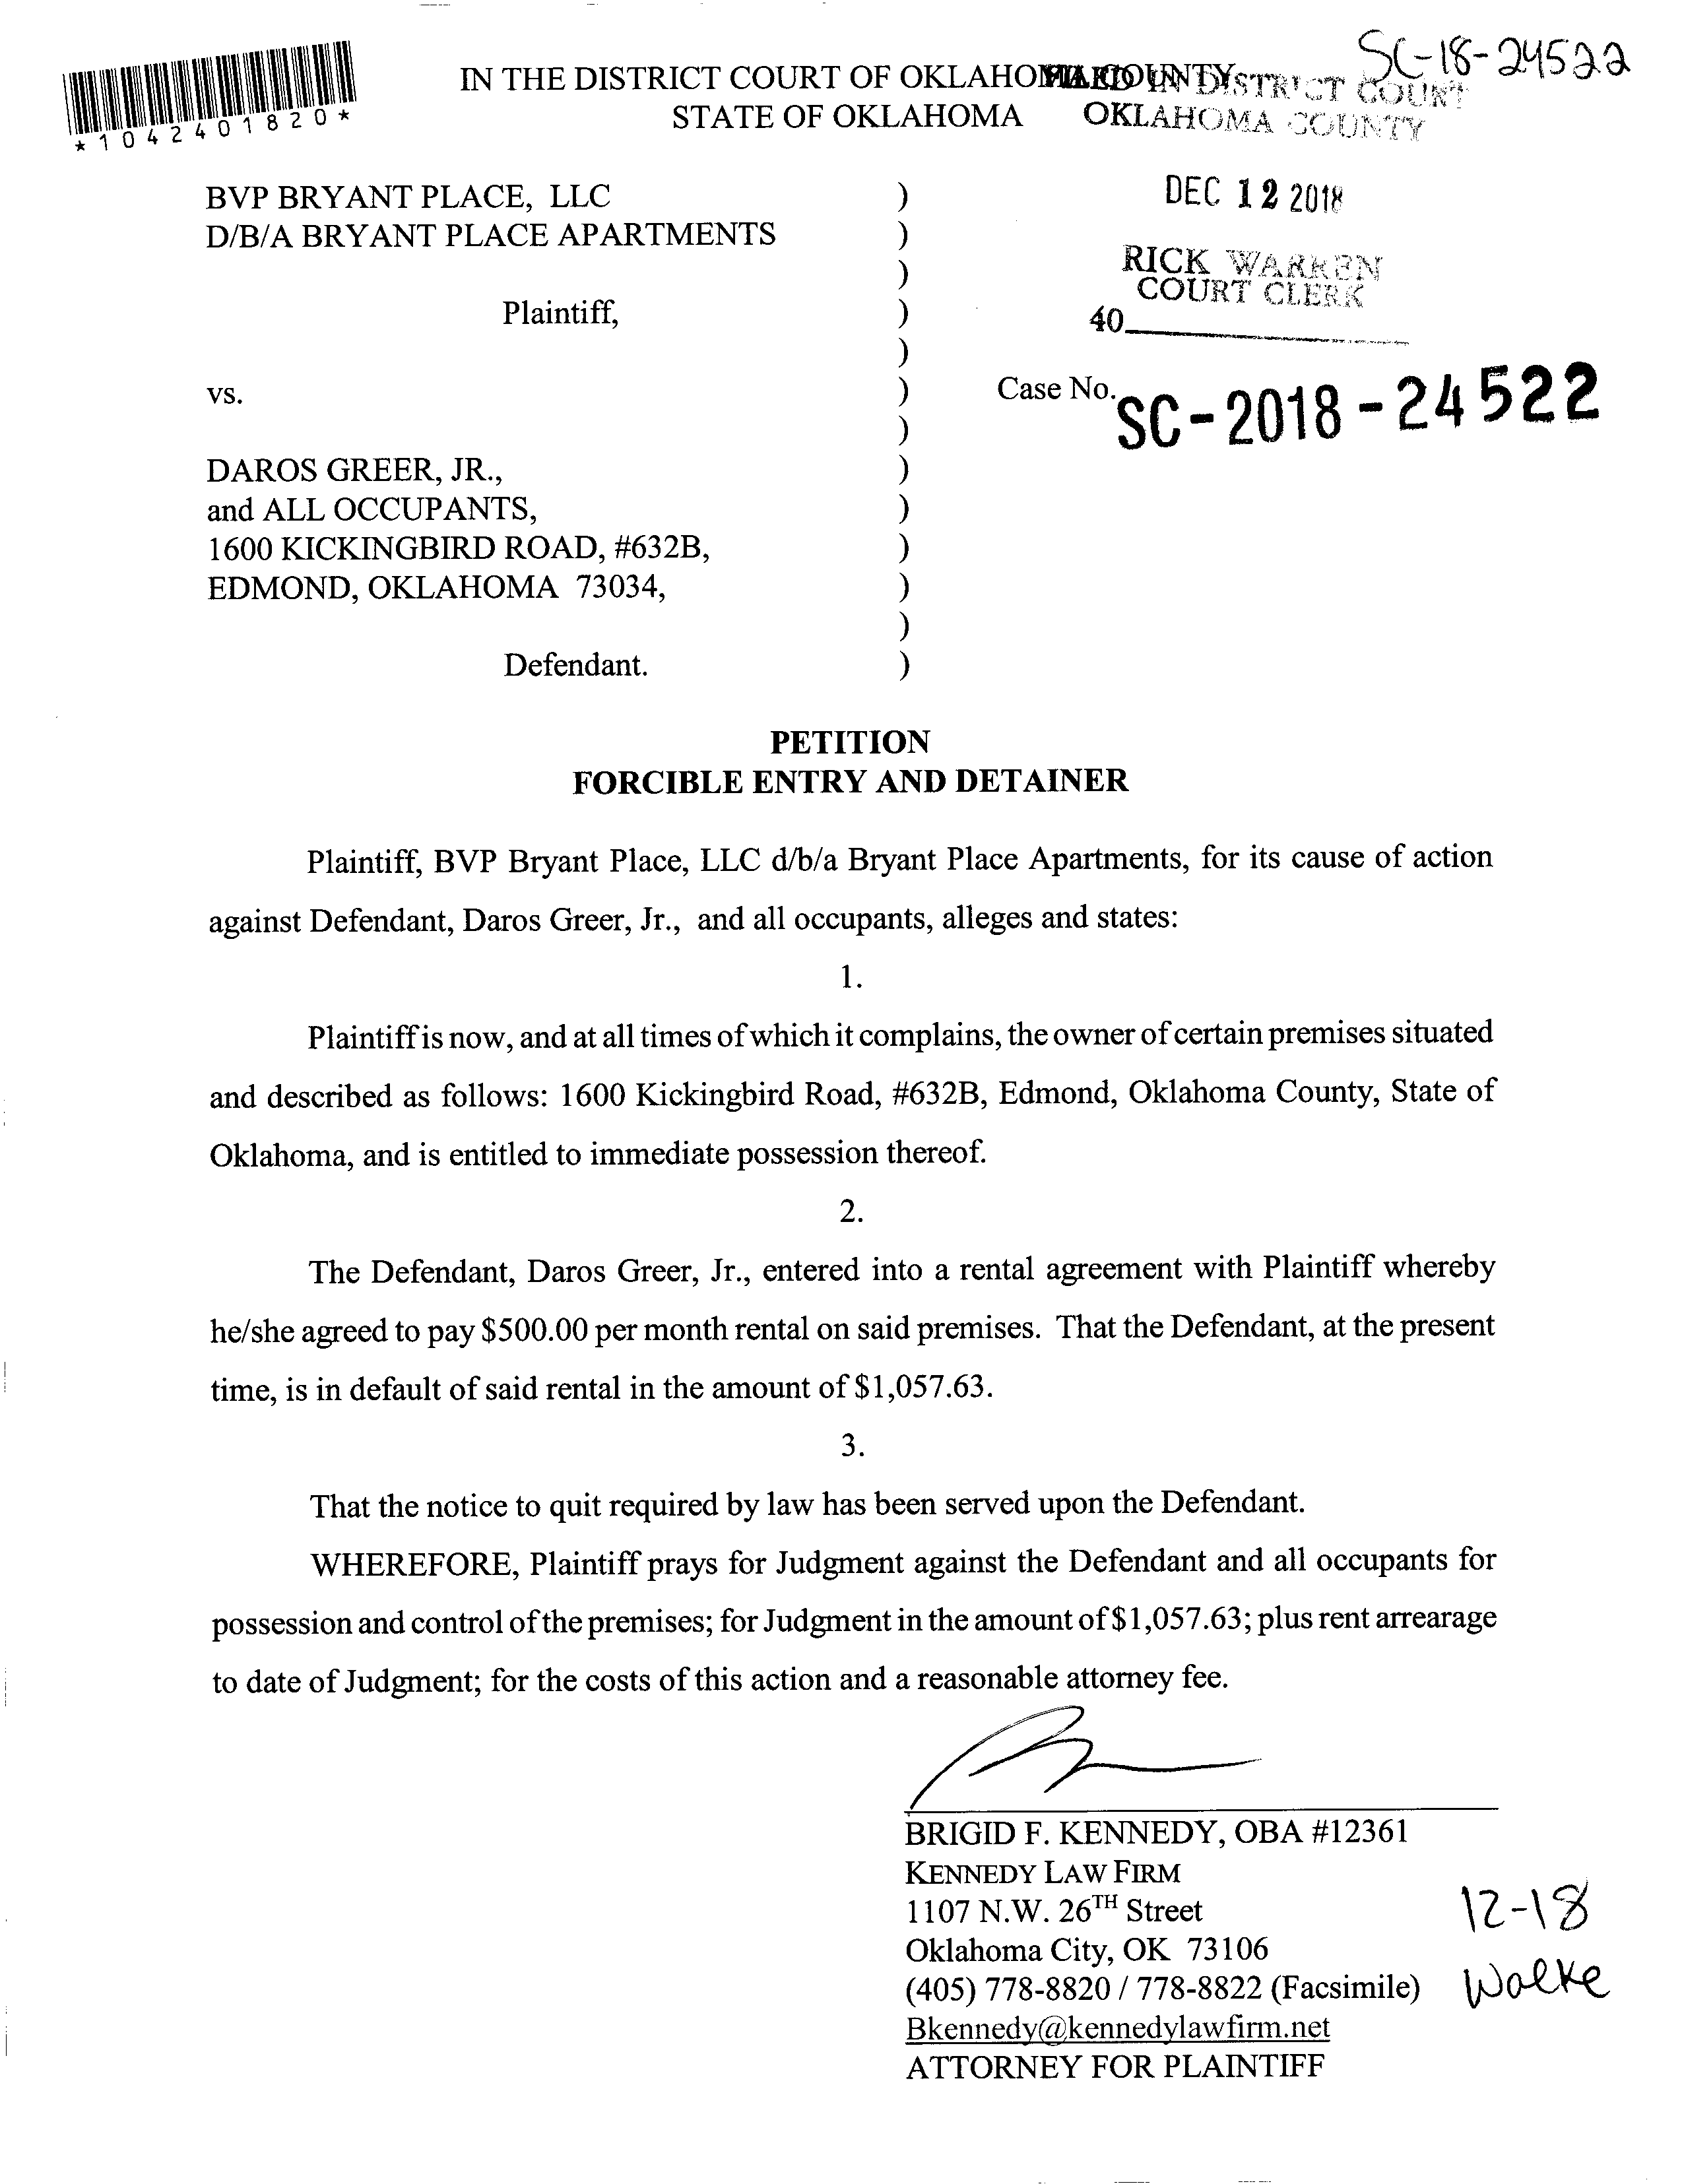 SC-18-24522
*1042401820*
IN THE DISTRICT COURT OF OKLAHOMA COUNTY
STATE OF OKLAHOMA
FILED IN DISTRICT COURT
OKLAHOMA COUNTY
DEC 12 2018
RICK WARREN
COURT CLERK
40
BVP BRYANT PLACE, LLC )
D/B/A BRYANT PLACE APARTMENTS )
)
Plaintiff, )
)
vs. )
)
DAROS GREER, JR., )
and ALL OCCUPANTS, )
1600 KICKINGBIRD ROAD, #632B, )
EDMOND, OKLAHOMA 73034, )
)
Defendant. )
Case No. SC-2018-24522
PETITION
FORCIBLE ENTRY AND DETAINER
Plaintiff, BVP Bryant Place, LLC d/b/a Bryant Place Apartments, for its cause of action
against Defendant, Daros Greer, Jr., and all occupants, alleges and states:
1.
Plaintiff is now, and at all times of which it complains, the owner of certain premises situated
and described as follows: 1600 Kickingbird Road, #632B, Edmond, Oklahoma County, State of
Oklahoma, and is entitled to immediate possession thereof.
2.
The Defendant, Daros Greer, Jr., entered into a rental agreement with Plaintiff whereby
he/she agreed to pay $500.00 per month rental on said premises. That the Defendant, at the present
time, is in default of said rental in the amount of $1,057.63.
3.
That the notice to quit required by law has been served upon the Defendant.
WHEREFORE, Plaintiff prays for Judgment against the Defendant and all occupants for
possession and control of the premises; for Judgment in the amount of $1,057.63; plus rent arrearage
to date of Judgment; for the costs of this action and a reasonable attorney fee.
BRIGID F. KENNEDY, OBA #12361
KENNEDY LAW FIRM
1107 N.W. 26TH Street
Oklahoma City, OK 73106
(405) 778-8820 / 778-8822 (Facsimile)
Bkennedy@kennedylawfirm.net
ATTORNEY FOR PLAINTIFF
12-18
Walke